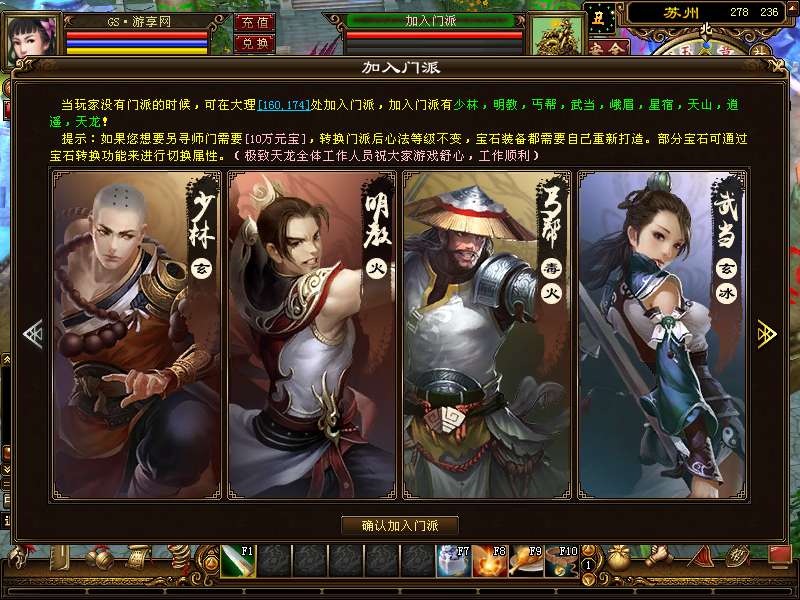 GS·游享网
充值
兑换
加入门派
丑
安全
苏州 278 236
北
加入门派
当玩家没有门派的时候，可在大理[160,174]处加入门派，加入门派有少林，明教，丐帮，武当，峨眉，星宿，天山，逍
遥，天龙！
提示：如果您想要另寻师门需要[10万元宝]，转换门派后心法等级不变，宝石装备都需要自己重新打造。部分宝石可通过
宝石转换功能来进行切换属性。（极致天龙全体工作人员祝大家游戏舒心，工作顺利）
少林
玄
明教
火
丐帮
毒
火
武当
玄
冰
确认加入门派
F1
F7
F8
F9
F10
1